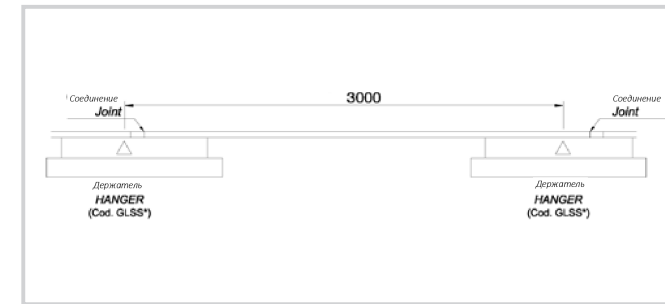 3000
Соединение
Joint
Соединение
Joint
Держатель
HANGER
(Cod. GLSS*)
Держатель
HANGER
(Cod. GLSS*)